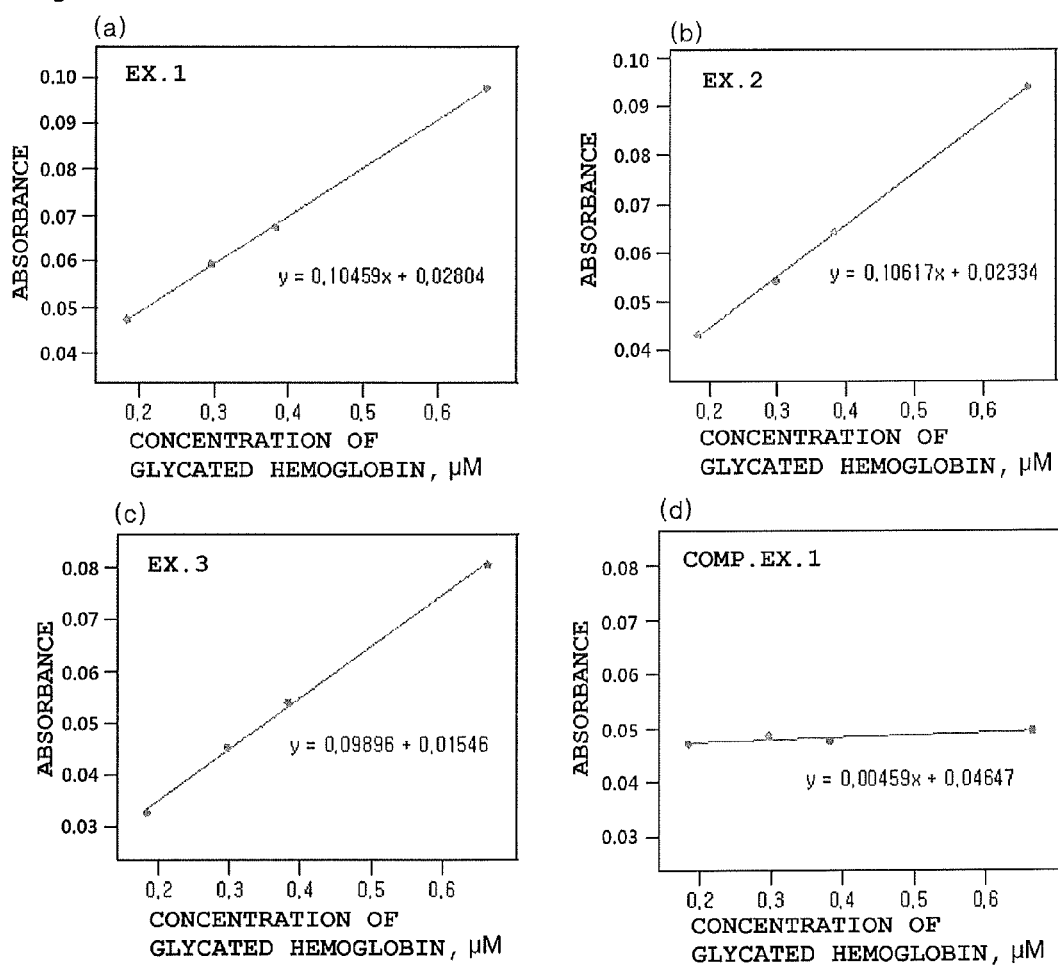 (a)
EX.1
0.10
0.09
0.08
0.07
0.06
0.05
0.04
ABSORBANCE
y = 0,10459x + 0,02804
0,2 0,3 0,4 0,5 0,6
CONCENTRATION OF
GLYCATED HEMOGLOBIN, μM
(b)
EX.2
0.10
0.09
0.08
0.07
0.06
0.05
0.04
ABSORBANCE
y = 0,10617x + 0,02334
0,2 0,3 0,4 0,5 0,6
CONCENTRATION OF
GLYCATED HEMOGLOBIN, μM
(c)
EX.3
0.08
0.07
0.06
0.05
0.04
0.03
ABSORBANCE
y = 0,09896 + 0,01546
0,2 0,3 0,4 0,5 0,6
CONCENTRATION OF
GLYCATED HEMOGLOBIN, μM
(d)
COMP.EX.1
0.08
0.07
0.06
0.05
0.04
0.03
ABSORBANCE
y = 0,00459x + 0,04647
0,2 0,3 0,4 0,5 0,6
CONCENTRATION OF
GLYCATED HEMOGLOBIN, μM